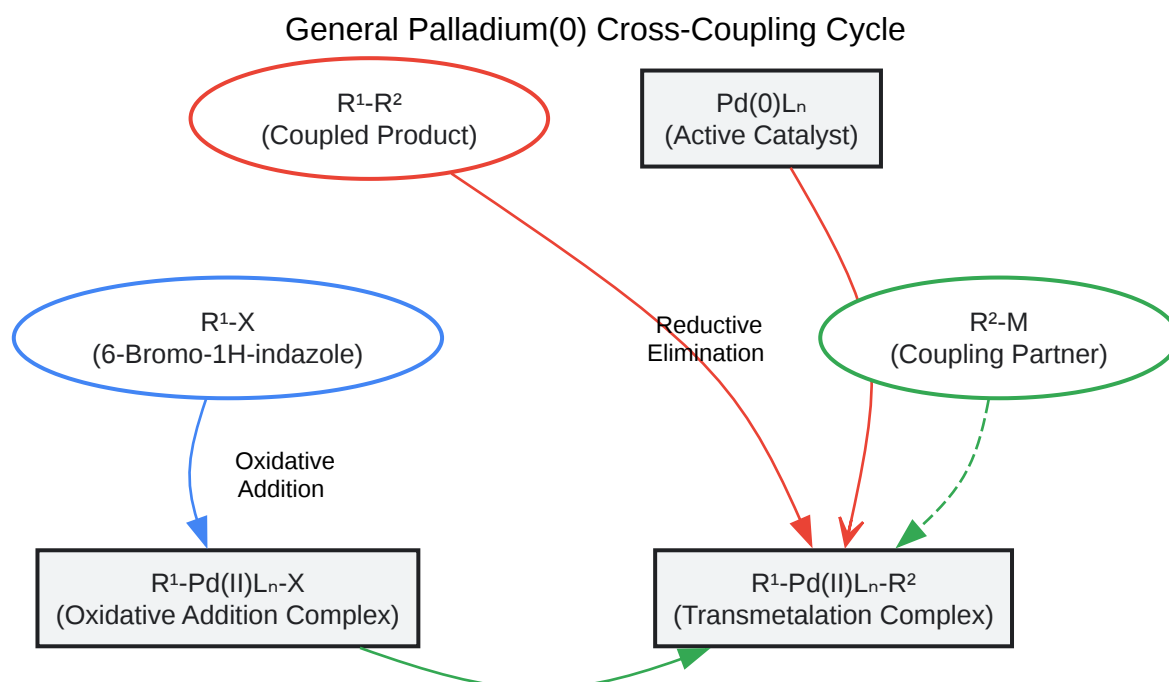 General Palladium(0) Cross-Coupling Cycle
R¹-R²
(Coupled Product)
Pd(0)Lₙ
(Active Catalyst)
R¹-X
(6-Bromo-1H-indazole)
Reductive
Elimination
R²-M
(Coupling Partner)
Oxidative
Addition
R¹-Pd(II)Lₙ-X
(Oxidative Addition Complex)
R¹-Pd(II)Lₙ-R²
(Transmetalation Complex)